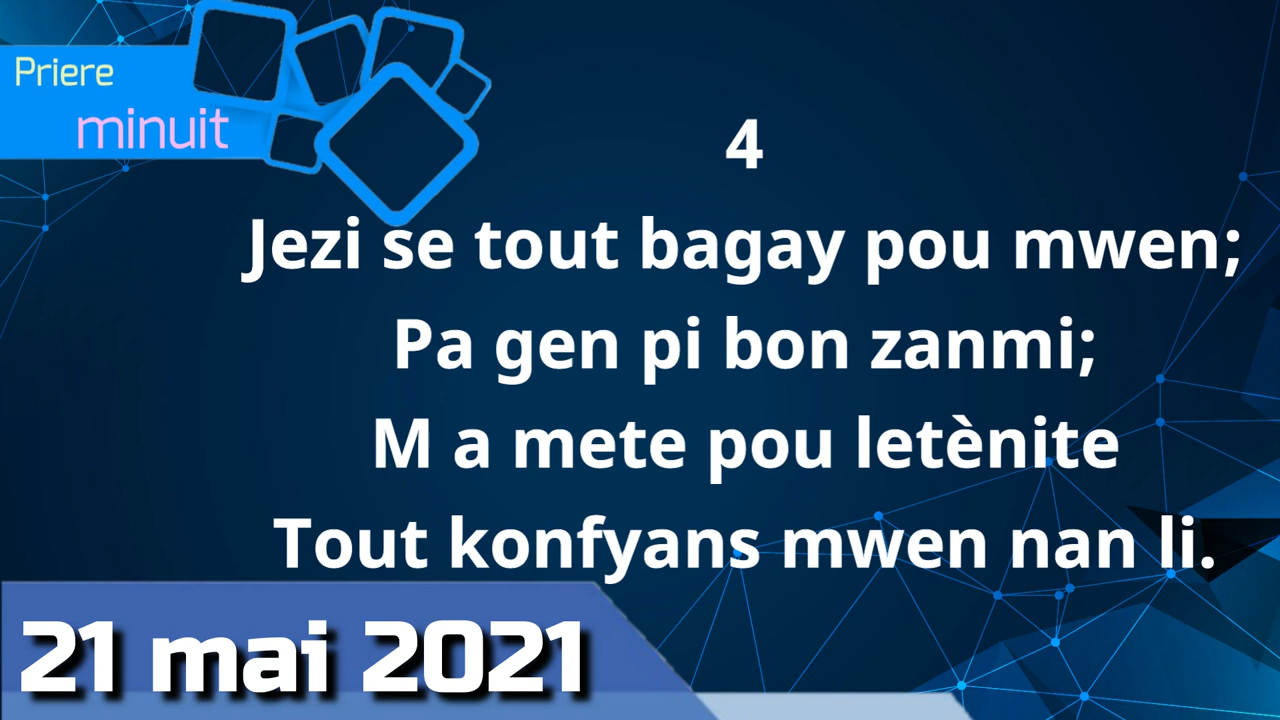 Priere
minuit
4
Jezi se tout bagay pou mwen;
Pa gen pi bon zanmi;
M a mete pou letènite
Tout konfyans mwen nan li.
21 mai 2021